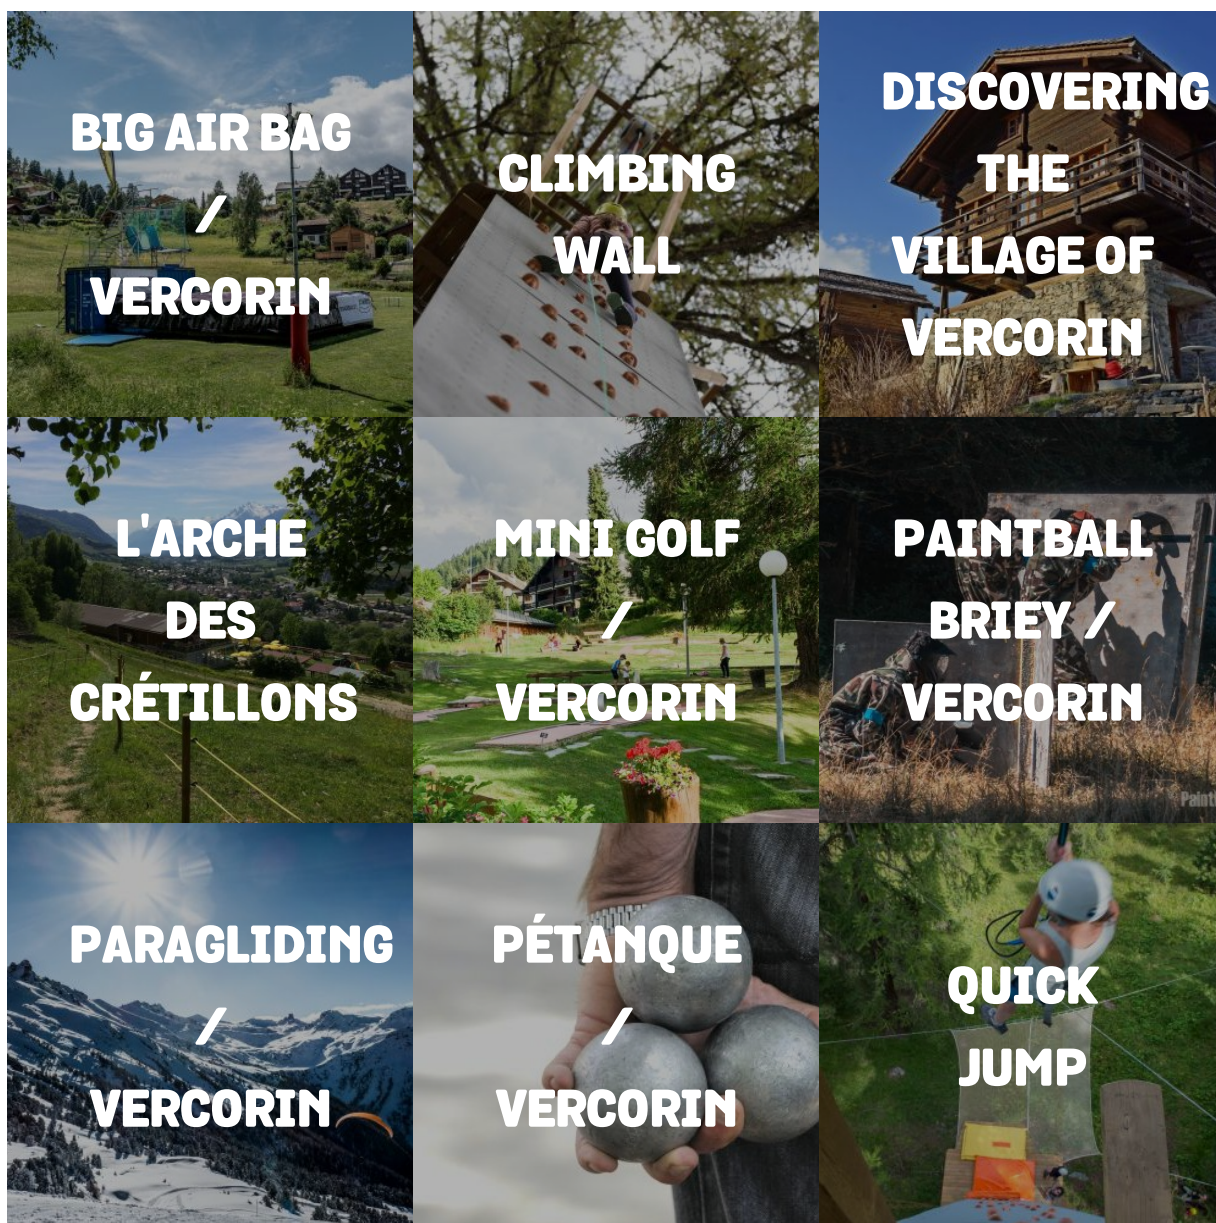 BIG AIR BAG
/
VERCORIN
CLIMBING
WALL
DISCOVERING
THE
VILLAGE OF
VERCORIN
L'ARCHE
DES
CRÉTILLONS
MINI GOLF
/
VERCORIN
PAINTBALL
BRIEY /
VERCORIN
PARAGLIDING
/
VERCORIN
PÉTANQUE
/
VERCORIN
QUICK
JUMP